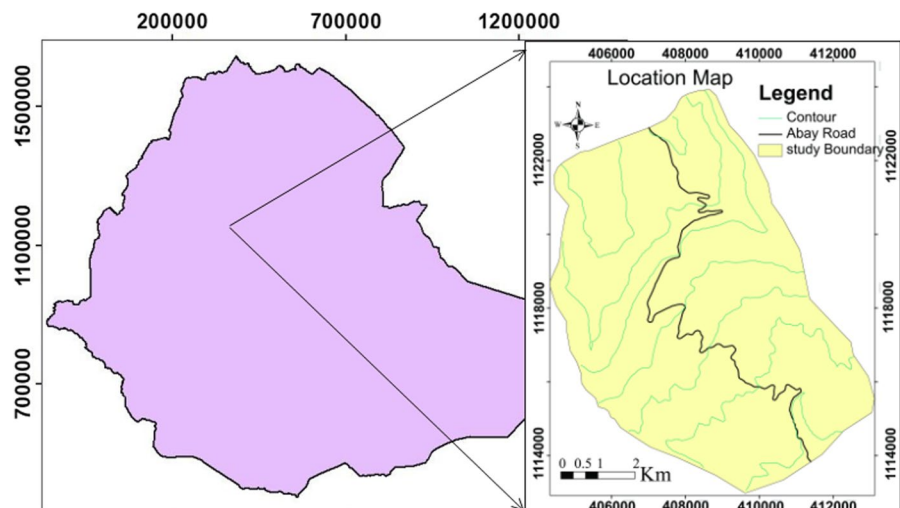 200000 700000 1200000
1500000
1100000
700000
406000 408000 410000 412000
Location Map
N
W E
S
Legend
Contour
Abay Road
study Boundary
1122000
1118000
1114000
1122000
1118000
1114000
0 0.5 1 2 Km
406000 408000 410000 412000